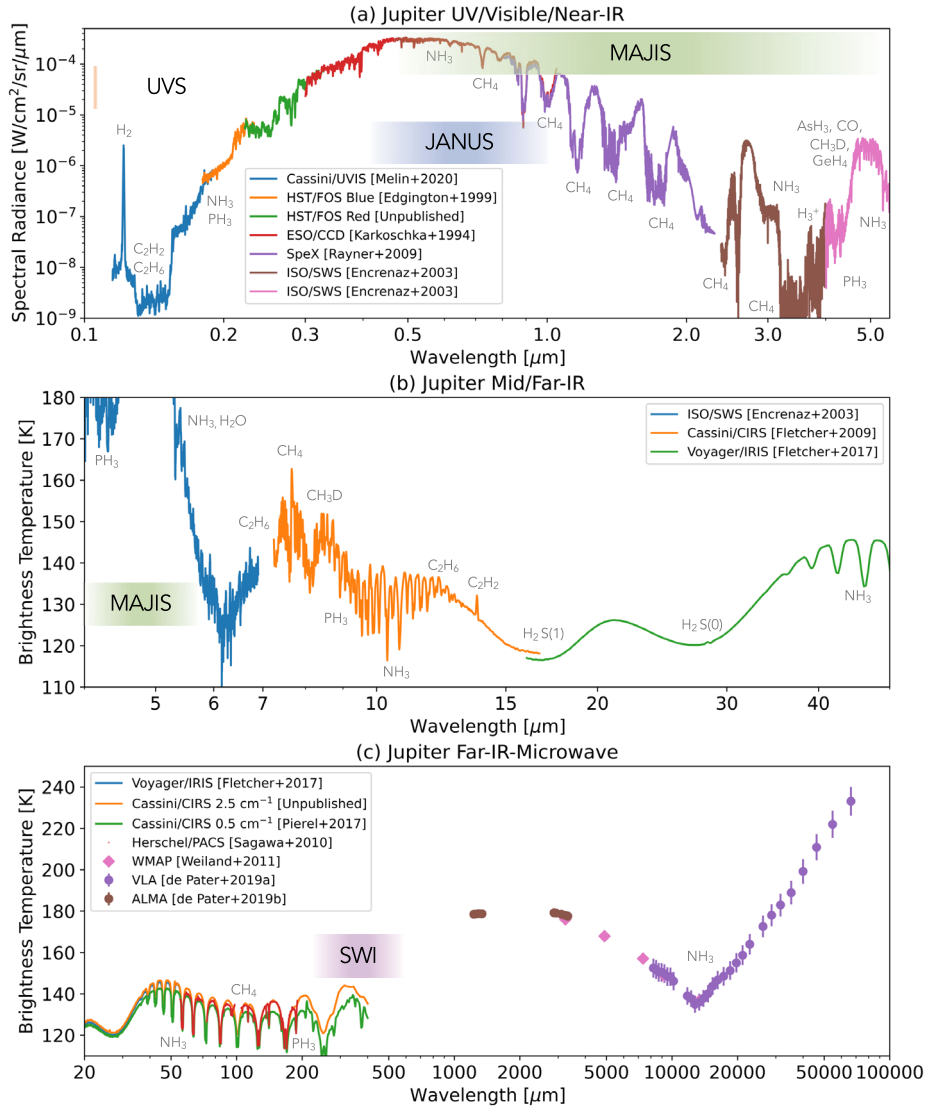 (a) Jupiter UV/Visible/Near-IR
Spectral Radiance [W/cm²/sr/μm]
10⁻⁴
10⁻⁵
10⁻⁶
10⁻⁷
10⁻⁸
10⁻⁹
UVS
MAJIS
JANUS
H₂
C₂H₂
C₂H₆
NH₃
PH₃
NH₃
CH₄
CH₄
CH₄
CH₄
CH₄
CH₄
CH₄
NH₃
H₃⁺
AsH₃, CO,
CH₃D,
GeH₄
NH₃
PH₃
Cassini/UVIS [Melin+2020]
HST/FOS Blue [Edgington+1999]
HST/FOS Red [Unpublished]
ESO/CCD [Karkoschka+1994]
SpeX [Rayner+2009]
ISO/SWS [Encrenaz+2003]
ISO/SWS [Encrenaz+2003]
0.1 0.2 0.3 0.5 1.0 2.0 3.0 5.0
Wavelength [μm]
(b) Jupiter Mid/Far-IR
Brightness Temperature [K]
180
170
160
150
140
130
120
110
PH₃
NH₃, H₂O
C₂H₆
CH₄
CH₃D
MAJIS
PH₃
NH₃
C₂H₆
C₂H₂
H₂ S(1)
H₂ S(0)
NH₃
ISO/SWS [Encrenaz+2003]
Cassini/CIRS [Fletcher+2009]
Voyager/IRIS [Fletcher+2017]
5 6 7 10 15 20 30 40
Wavelength [μm]
(c) Jupiter Far-IR-Microwave
Brightness Temperature [K]
240
220
200
180
160
140
120
Voyager/IRIS [Fletcher+2017]
Cassini/CIRS 2.5 cm⁻¹ [Unpublished]
Cassini/CIRS 0.5 cm⁻¹ [Pierel+2017]
Herschel/PACS [Sagawa+2010]
WMAP [Weiland+2011]
VLA [de Pater+2019a]
ALMA [de Pater+2019b]
SWI
CH₄
NH₃
PH₃
NH₃
20 50 100 200 500 1000 2000 5000 10000 20000 50000 100000
Wavelength [μm]